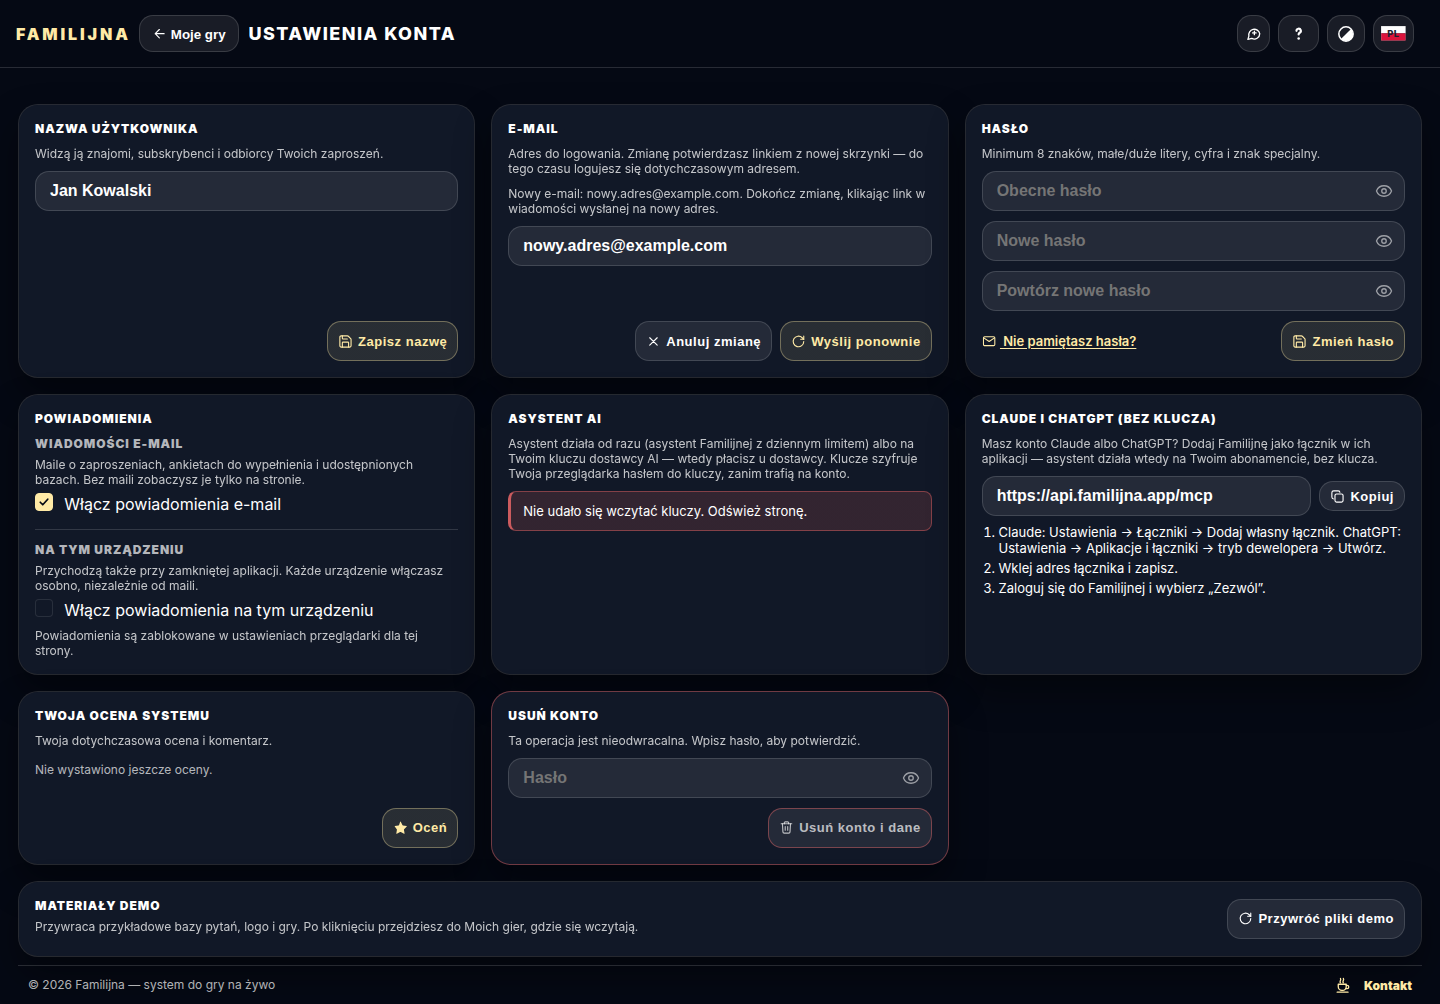 FAMILIJNA
Moje gry
USTAWIENIA KONTA
?
PL
NAZWA UŻYTKOWNIKA
Widzą ją znajomi, subskrybenci i odbiorcy Twoich zaproszeń.
Jan Kowalski
Zapisz nazwę
E-MAIL
Adres do logowania. Zmianę potwierdzasz linkiem z nowej skrzynki — do
tego czasu logujesz się dotychczasowym adresem.
Nowy e-mail: nowy.adres@example.com. Dokończ zmianę, klikając link w
wiadomości wysłanej na nowy adres.
nowy.adres@example.com
Anuluj zmianę
Wyślij ponownie
HASŁO
Minimum 8 znaków, małe/duże litery, cyfra i znak specjalny.
Obecne hasło
Nowe hasło
Powtórz nowe hasło
Nie pamiętasz hasła?
Zmień hasło
POWIADOMIENIA
WIADOMOŚCI E-MAIL
Maile o zaproszeniach, ankietach do wypełnienia i udostępnionych
bazach. Bez maili zobaczysz je tylko na stronie.
Włącz powiadomienia e-mail
NA TYM URZĄDZENIU
Przychodzą także przy zamkniętej aplikacji. Każde urządzenie włączasz
osobno, niezależnie od maili.
Włącz powiadomienia na tym urządzeniu
Powiadomienia są zablokowane w ustawieniach przeglądarki dla tej
strony.
ASYSTENT AI
Asystent działa od razu (asystent Familijnej z dziennym limitem) albo na
Twoim kluczu dostawcy AI — wtedy płacisz u dostawcy. Klucze szyfruje
Twoja przeglądarka hasłem do kluczy, zanim trafią na konto.
Nie udało się wczytać kluczy. Odśwież stronę.
CLAUDE I CHATGPT (BEZ KLUCZA)
Masz konto Claude albo ChatGPT? Dodaj Familijnę jako łącznik w ich
aplikacji — asystent działa wtedy na Twoim abonamencie, bez klucza.
https://api.familijna.app/mcp
Kopiuj
1. Claude: Ustawienia → Łączniki → Dodaj własny łącznik. ChatGPT:
Ustawienia → Aplikacje i łączniki → tryb dewelopera → Utwórz.
2. Wklej adres łącznika i zapisz.
3. Zaloguj się do Familijnej i wybierz „Zezwól”.
TWOJA OCENA SYSTEMU
Twoja dotychczasowa ocena i komentarz.
Nie wystawiono jeszcze oceny.
Oceń
USUŃ KONTO
Ta operacja jest nieodwracalna. Wpisz hasło, aby potwierdzić.
Hasło
Usuń konto i dane
MATERIAŁY DEMO
Przywraca przykładowe bazy pytań, logo i gry. Po kliknięciu przejdziesz do Moich gier, gdzie się wczytają.
Przywróć pliki demo
© 2026 Familijna — system do gry na żywo
Kontakt